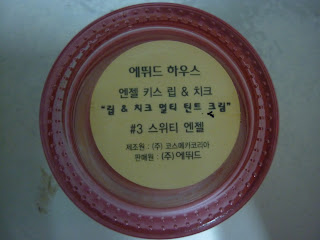 에뛰드 하우스
엔젤 키스 립 & 치크
"립 & 치크 멀티 틴트 크림"
#3 스위티 엔젤
제조원 : (주) 코스메카코리아
판매원 : (주) 에뛰드